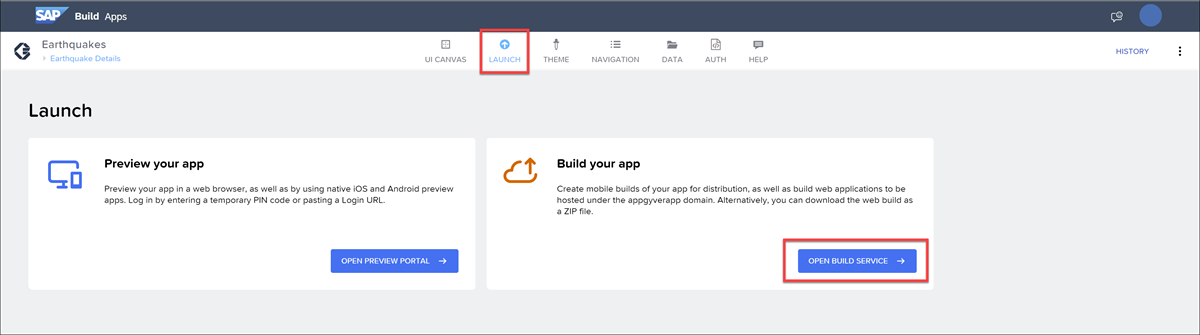 SAP Build Apps
Earthquakes
> Earthquake Details
UI CANVAS
LAUNCH
THEME
NAVIGATION
DATA
AUTH
HELP
HISTORY
Launch
Preview your app
Preview your app in a web browser, as well as by using native iOS and Android preview
apps. Log in by entering a temporary PIN code or pasting a Login URL.
OPEN PREVIEW PORTAL →
Build your app
Create mobile builds of your app for distribution, as well as build web applications to be
hosted under the appgyverapp domain. Alternatively, you can download the web build as
a ZIP file.
OPEN BUILD SERVICE →